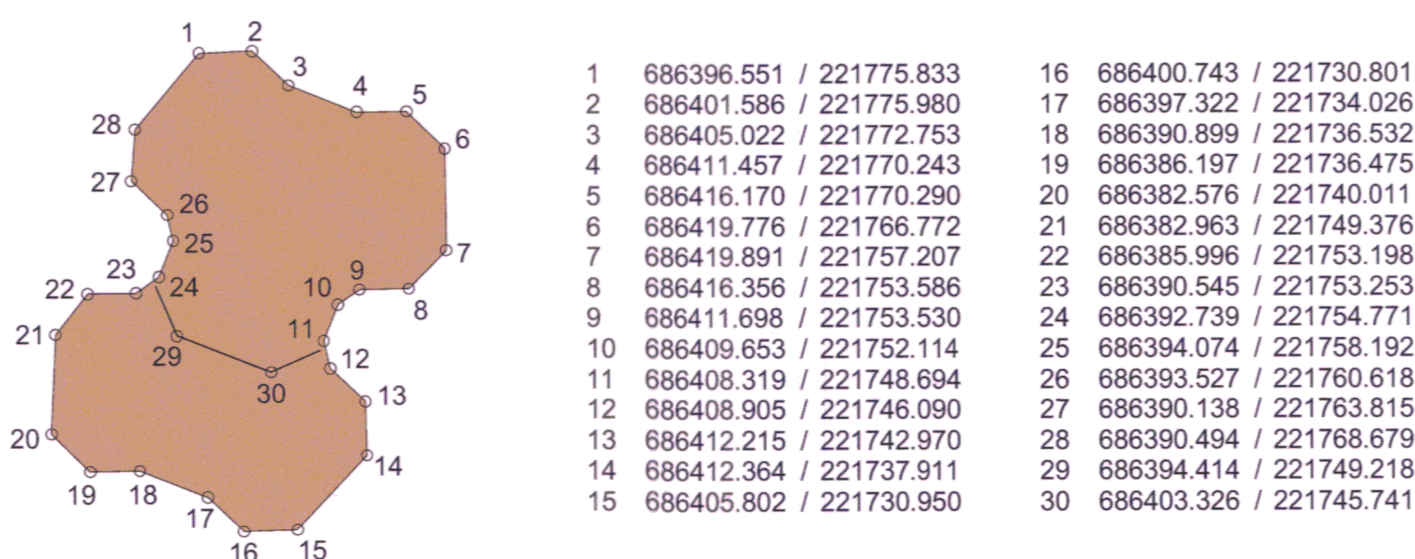 1
2
3
4
5
6
7
8
9
10
11
12
13
14
15
16
17
18
19
20
21
22
23
24
25
26
27
28
29
30
1 686396.551 / 221775.833
2 686401.586 / 221775.980
3 686405.022 / 221772.753
4 686411.457 / 221770.243
5 686416.170 / 221770.290
6 686419.776 / 221766.772
7 686419.891 / 221757.207
8 686416.356 / 221753.586
9 686411.698 / 221753.530
10 686409.653 / 221752.114
11 686408.319 / 221748.694
12 686408.905 / 221746.090
13 686412.215 / 221742.970
14 686412.364 / 221737.911
15 686405.802 / 221730.950
16 686400.743 / 221730.801
17 686397.322 / 221734.026
18 686390.899 / 221736.532
19 686386.197 / 221736.475
20 686382.576 / 221740.011
21 686382.963 / 221749.376
22 686385.996 / 221753.198
23 686390.545 / 221753.253
24 686392.739 / 221754.771
25 686394.074 / 221758.192
26 686393.527 / 221760.618
27 686390.138 / 221763.815
28 686390.494 / 221768.679
29 686394.414 / 221749.218
30 686403.326 / 221745.741